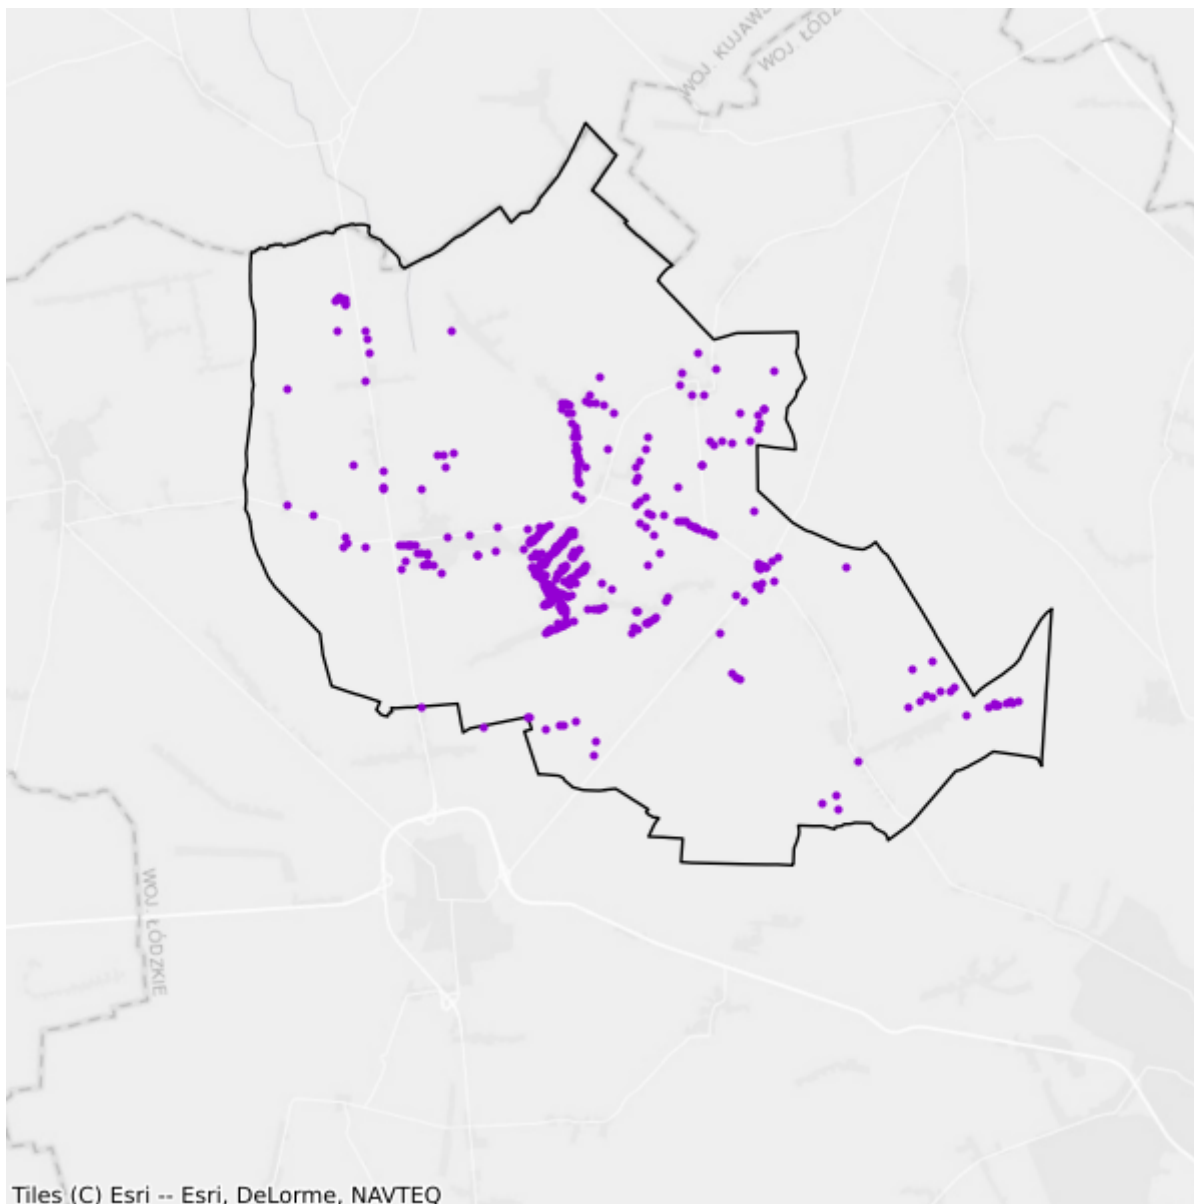 WOJ. KUJAW
WOJ. ŁÓDZ
WOJ. ŁÓDZKIE
Tiles (C) Esri -- Esri, DeLorme, NAVTEQ